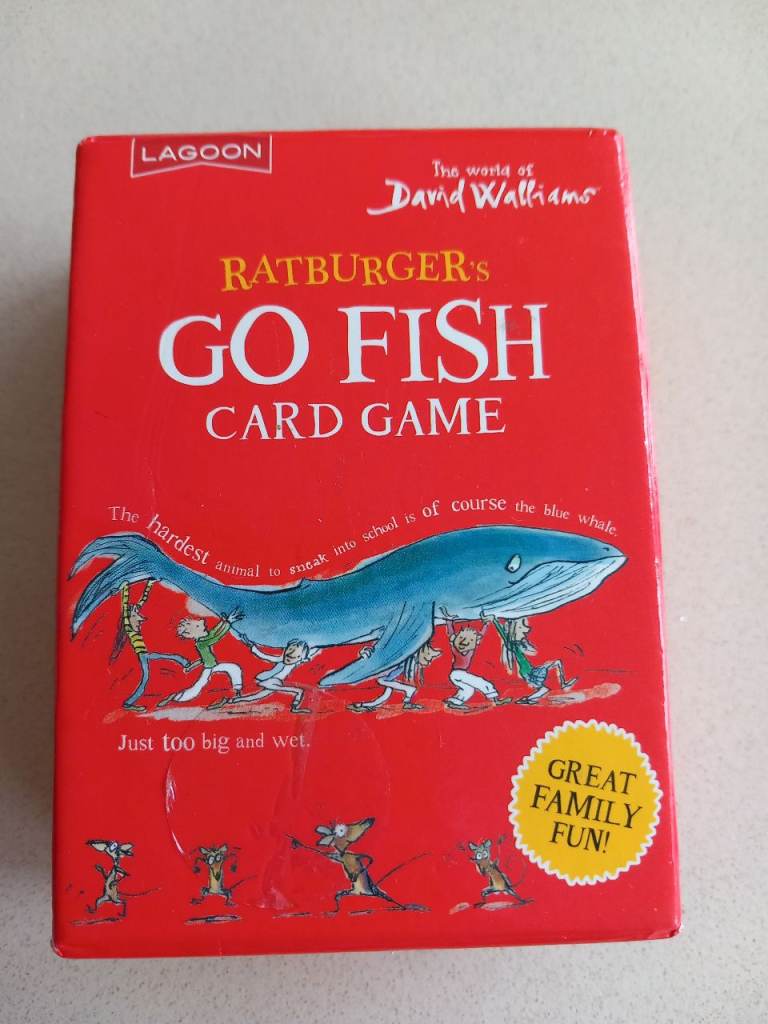 LAGOON
The world of
David Walliams
RATBURGER's
GO FISH
CARD GAME
The hardest animal to sneak into school is of course the blue whale.
Just too big and wet.
GREAT
FAMILY
FUN!